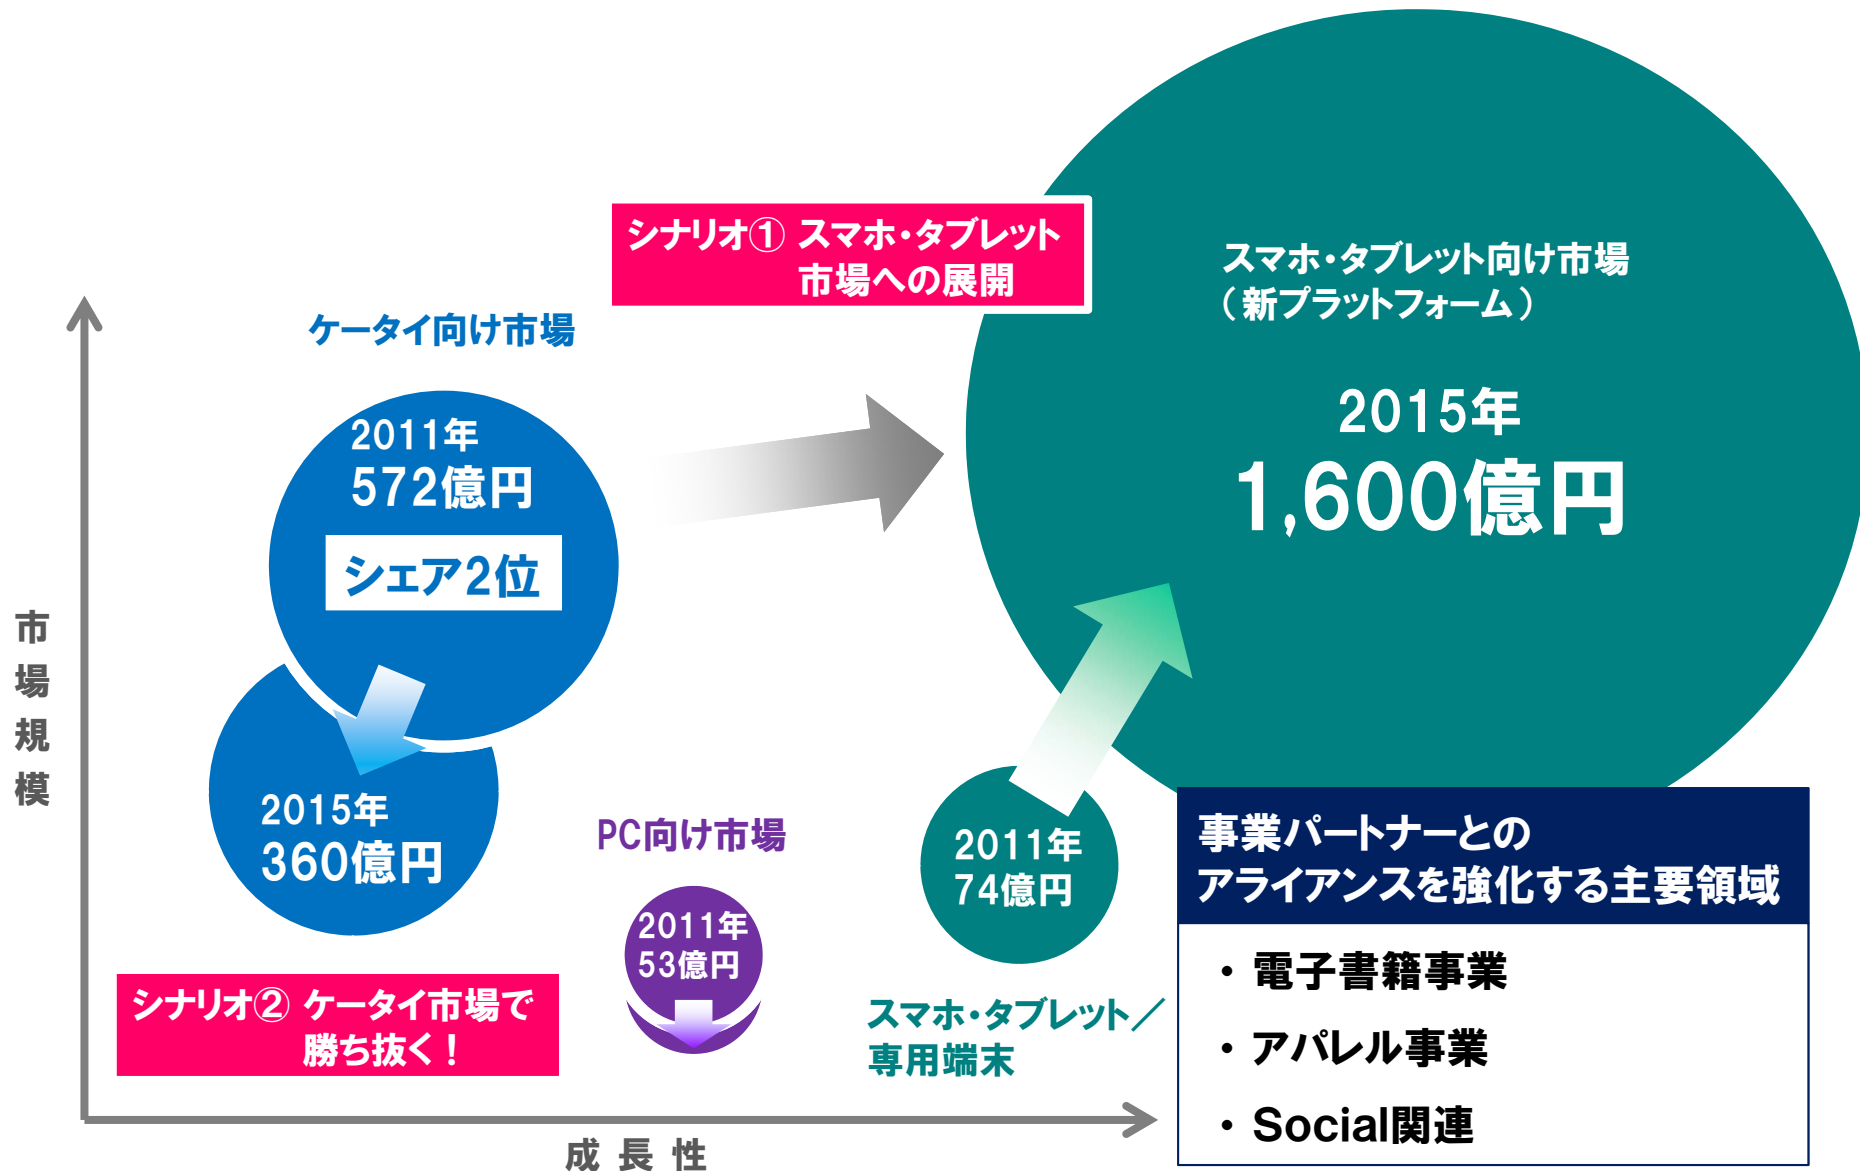 シナリオ① スマホ・タブレット
市場への展開
スマホ・タブレット向け市場
（新プラットフォーム）
2015年
1,600億円
ケータイ向け市場
2011年
572億円
シェア2位
2015年
360億円
市場規模
PC向け市場
2011年
53億円
2011年
74億円
スマホ・タブレット／
専用端末
シナリオ② ケータイ市場で
勝ち抜く！
事業パートナーとの
アライアンスを強化する主要領域
・ 電子書籍事業
・ アパレル事業
・ Social関連
成長性